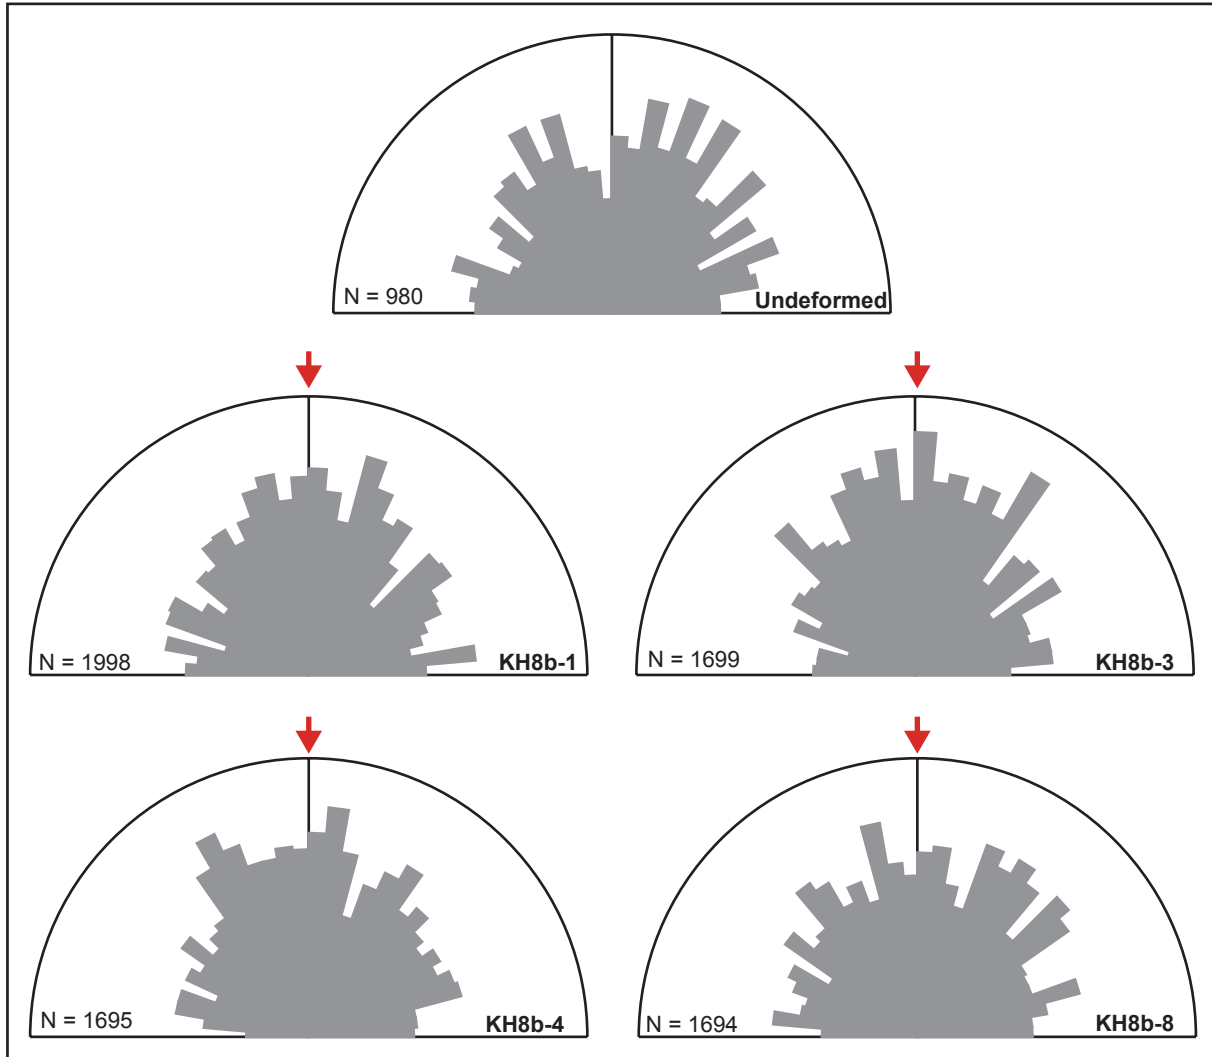 N = 980
Undeformed
N = 1998
KH8b-1
N = 1699
KH8b-3
N = 1695
KH8b-4
N = 1694
KH8b-8